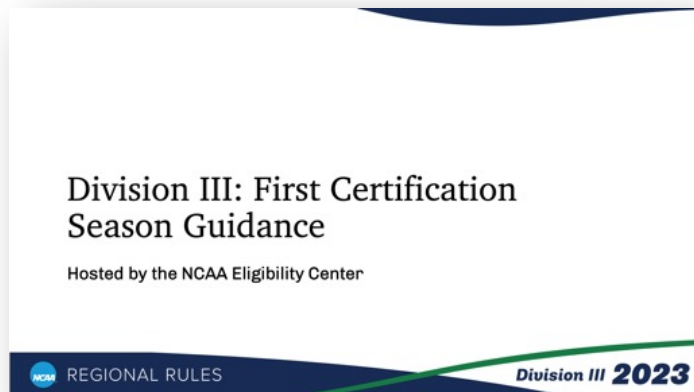 Division III: First Certification
Season Guidance
Hosted by the NCAA Eligibility Center
NCAA REGIONAL RULES
Division III 2023